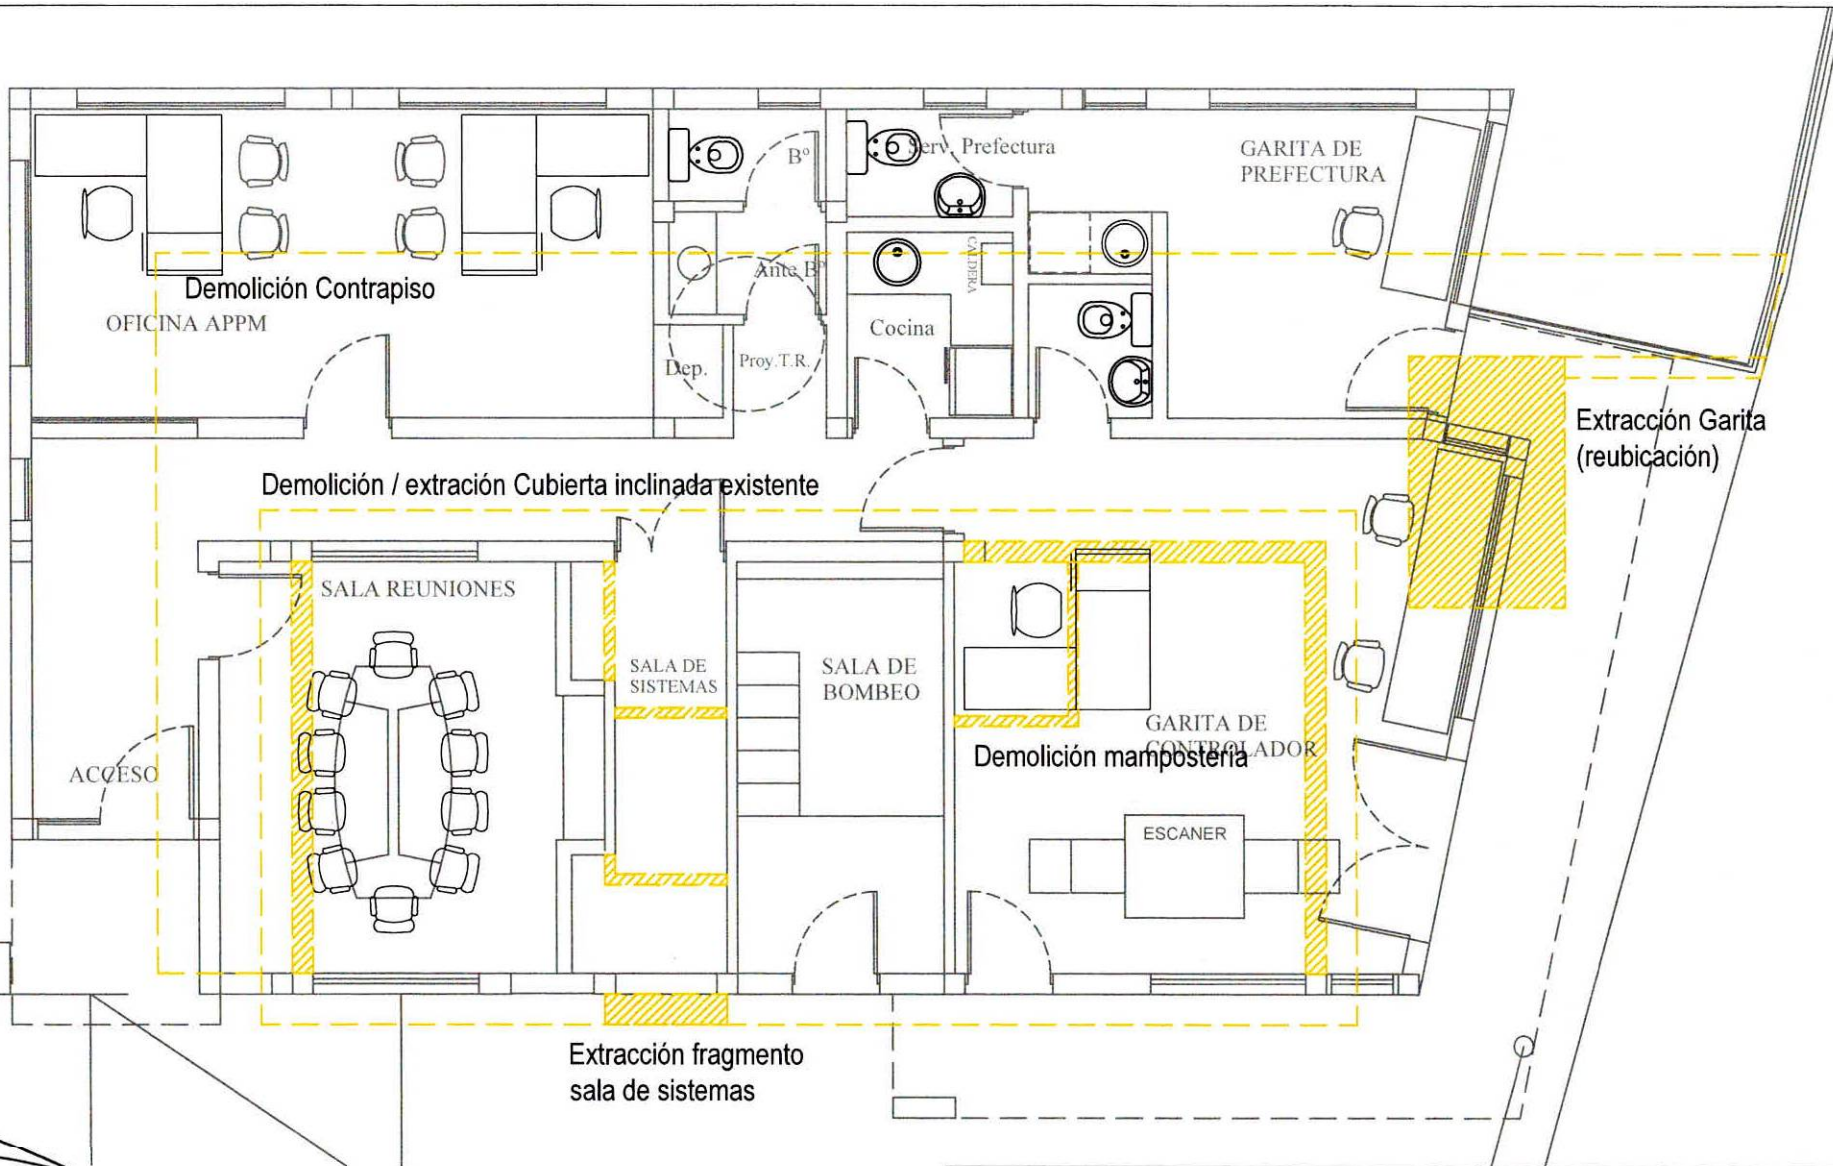 Bº
Serv. Prefectura
GARITA DE
PREFECTURA
Ante Bº
CALDERA
Demolición Contrapiso
OFICINA APPM
Cocina
Dep.
Proy.T.R.
Extracción Garita
(reubicación)
Demolición / extración Cubierta inclinada existente
SALA REUNIONES
SALA DE
SISTEMAS
SALA DE
BOMBEO
GARITA DE
CONTROLADOR
Demolición mampostería
ACCESO
ESCANER
Extracción fragmento
sala de sistemas